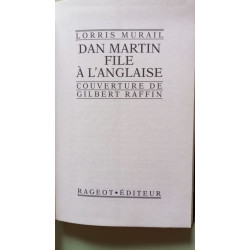 LORRIS MURAIL
DAN MARTIN
FILE
À L'ANGLAISE
COUVERTURE DE
GILBERT RAFFIN
RAGEOT•ÉDITEUR